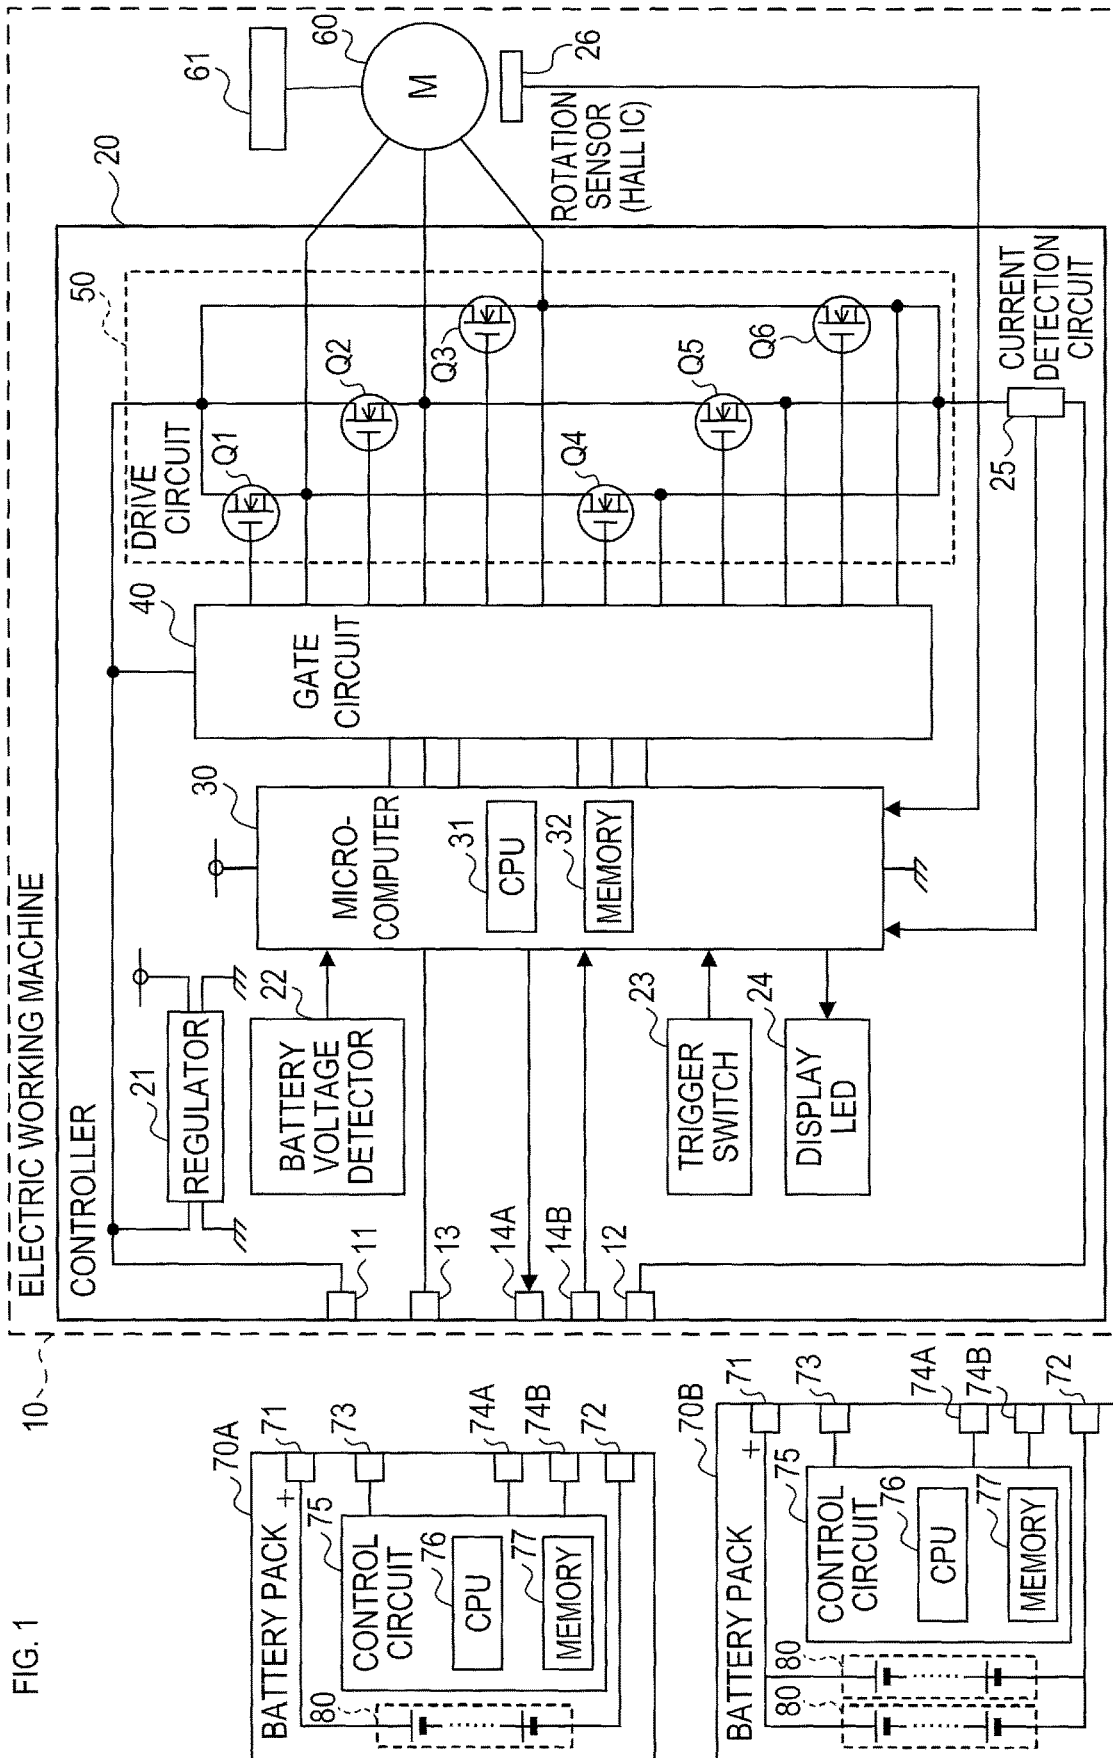 FIG. 1
10
ELECTRIC WORKING MACHINE
CONTROLLER
20
21
REGULATOR
22
BATTERY
VOLTAGE
DETECTOR
23
TRIGGER
SWITCH
24
DISPLAY
LED
30
MICRO-
COMPUTER
31
CPU
32
MEMORY
40
GATE
CIRCUIT
50
DRIVE
CIRCUIT
Q1
Q2
Q3
Q4
Q5
Q6
61
60
M
26
ROTATION
SENSOR
(HALL IC)
25
CURRENT
DETECTION
CIRCUIT
11
13
14A
14B
12
70A
BATTERY PACK
+
71
73
74A
74B
72
75
CONTROL
CIRCUIT
76
CPU
77
MEMORY
80
70B
BATTERY PACK
+
71
73
74A
74B
72
75
CONTROL
CIRCUIT
76
CPU
77
MEMORY
80
80